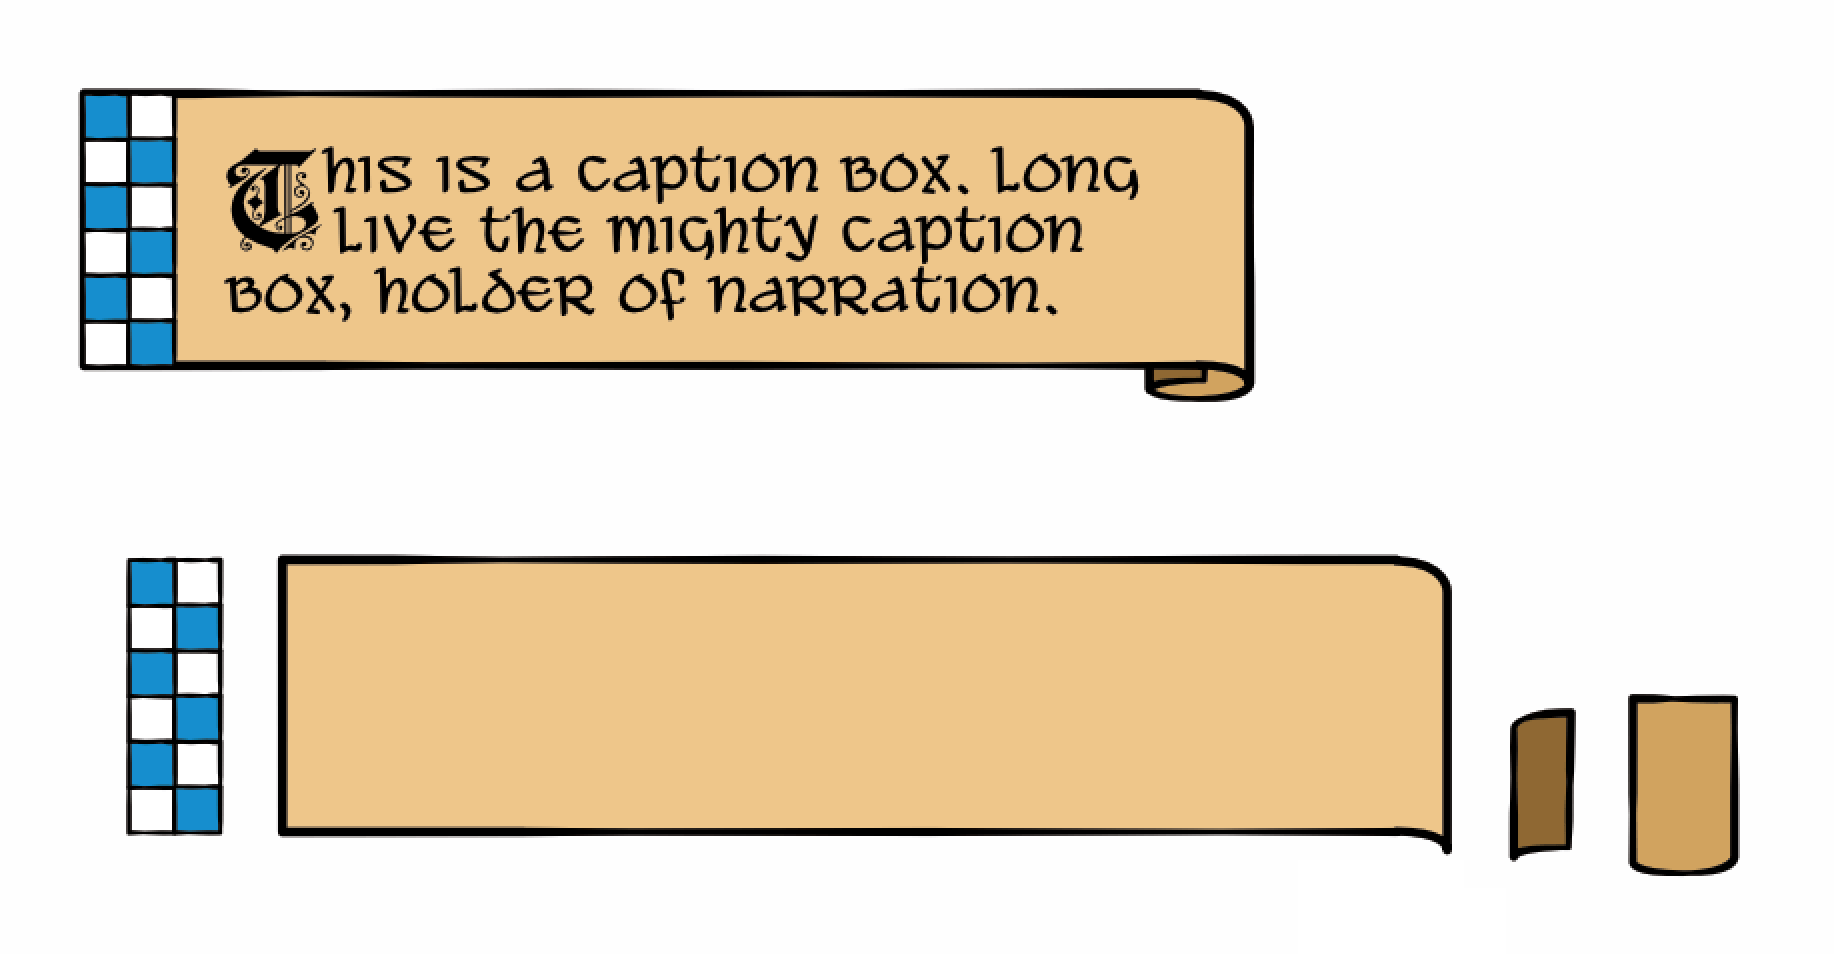 This is a caption box. Long
live the mighty caption
box, holder of narration.